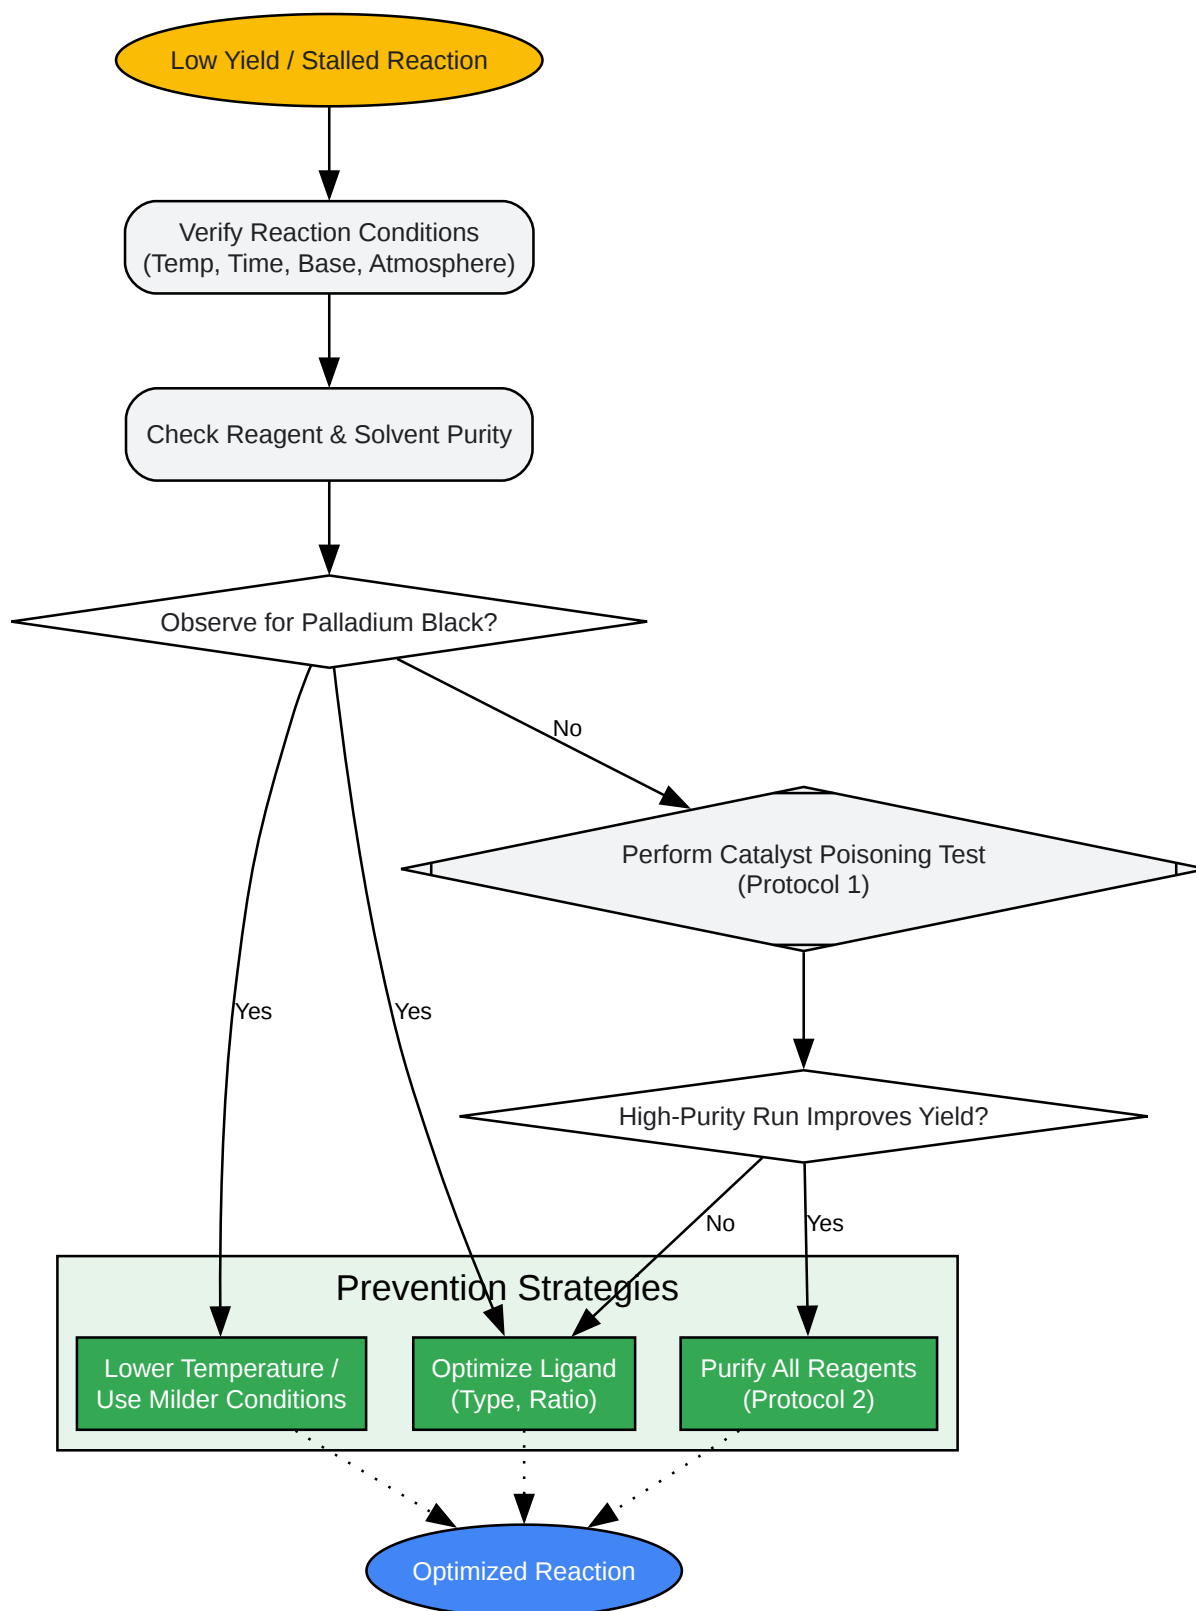 Low Yield / Stalled Reaction
Verify Reaction Conditions
(Temp, Time, Base, Atmosphere)
Check Reagent & Solvent Purity
Observe for Palladium Black?
No
Perform Catalyst Poisoning Test
(Protocol 1)
Yes
Yes
High-Purity Run Improves Yield?
No
Yes
Prevention Strategies
Lower Temperature /
Use Milder Conditions
Optimize Ligand
(Type, Ratio)
Purify All Reagents
(Protocol 2)
Optimized Reaction